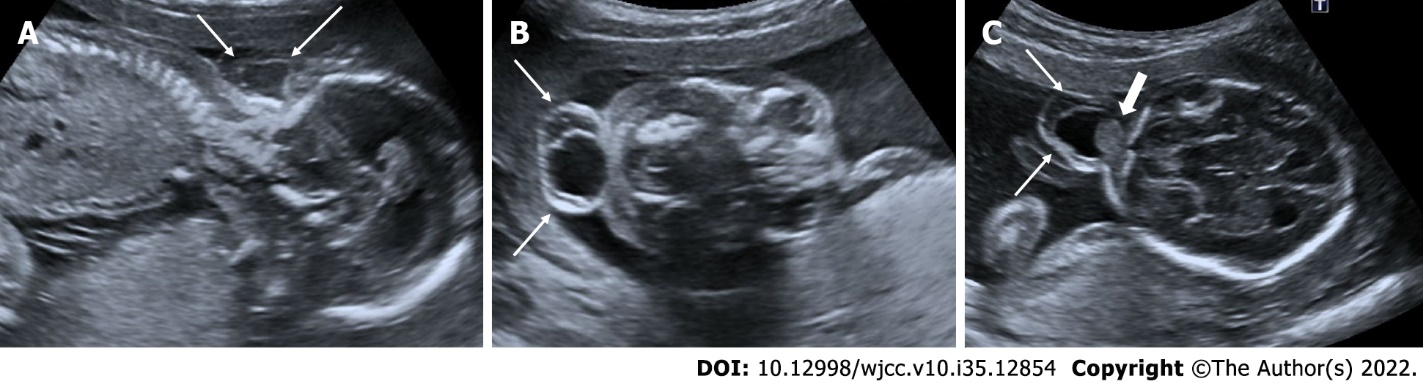 A
B
C
T
DOI: 10.12998/wjcc.v10.i35.12854 Copyright ©The Author(s) 2022.